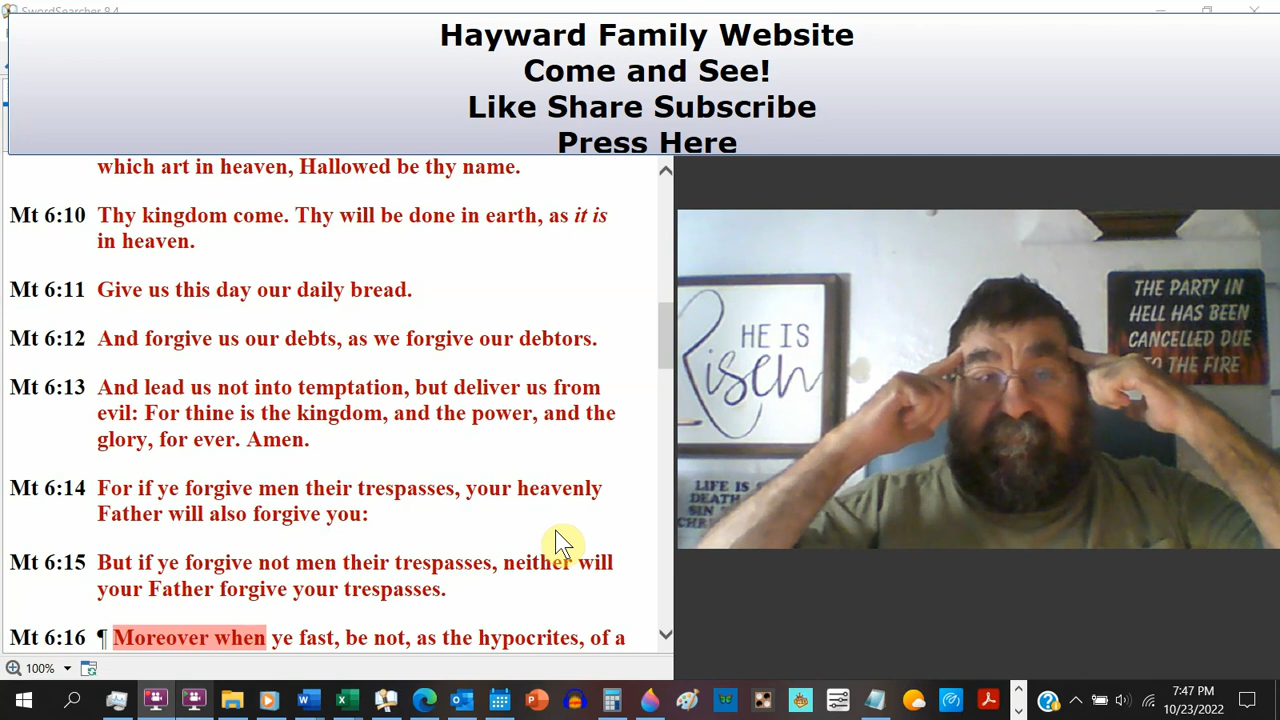 SwordSearcher 8.4
Hayward Family Website
Come and See!
Like Share Subscribe
Press Here
which art in heaven, Hallowed be thy name.
Mt 6:10 Thy kingdom come. Thy will be done in earth, as it is
in heaven.
Mt 6:11 Give us this day our daily bread.
Mt 6:12 And forgive us our debts, as we forgive our debtors.
Mt 6:13 And lead us not into temptation, but deliver us from
evil: For thine is the kingdom, and the power, and the
glory, for ever. Amen.
Mt 6:14 For if ye forgive men their trespasses, your heavenly
Father will also forgive you:
Mt 6:15 But if ye forgive not men their trespasses, neither will
your Father forgive your trespasses.
Mt 6:16 ¶ Moreover when ye fast, be not, as the hypocrites, of a
100%
HE IS
Risen
THE PARTY IN
HELL HAS BEEN
CANCELLED DUE
TO THE FIRE
LIFE IS
DEATH
SIN
7:47 PM
10/23/2022